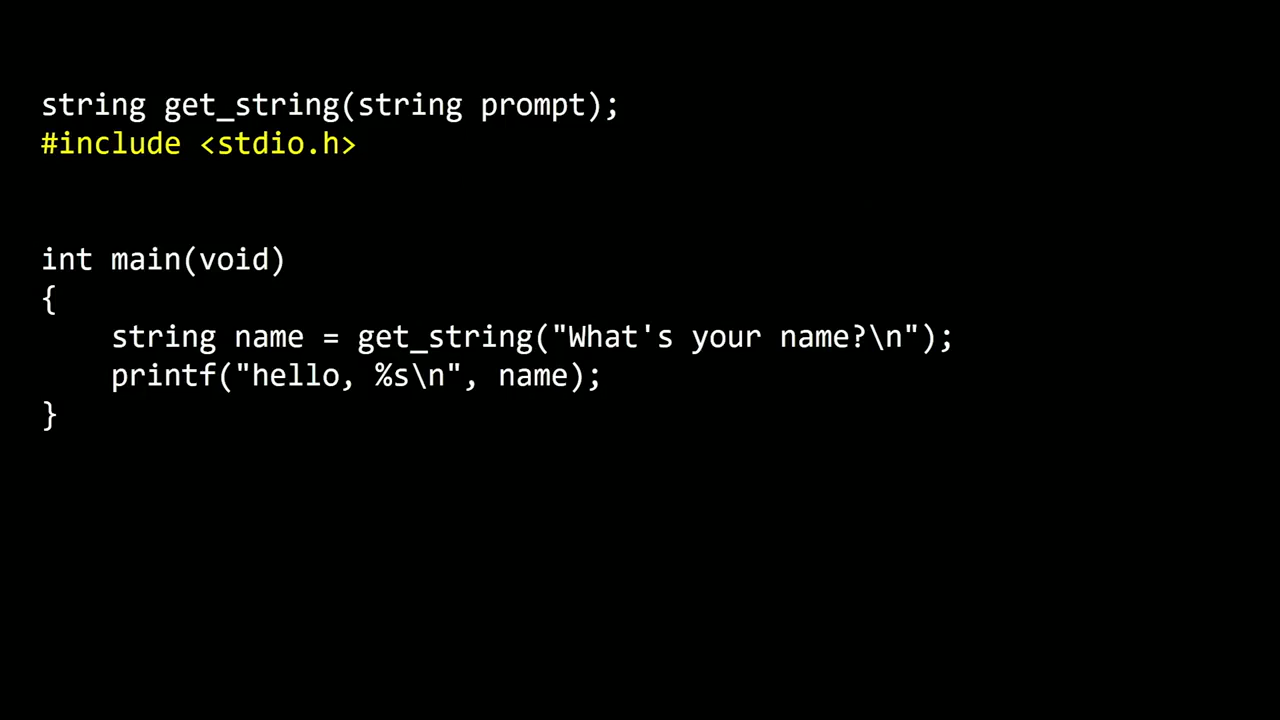 string get_string(string prompt);
#include <stdio.h>
int main(void)
{
    string name = get_string("What's your name?\n");
    printf("hello, %s\n", name);
}